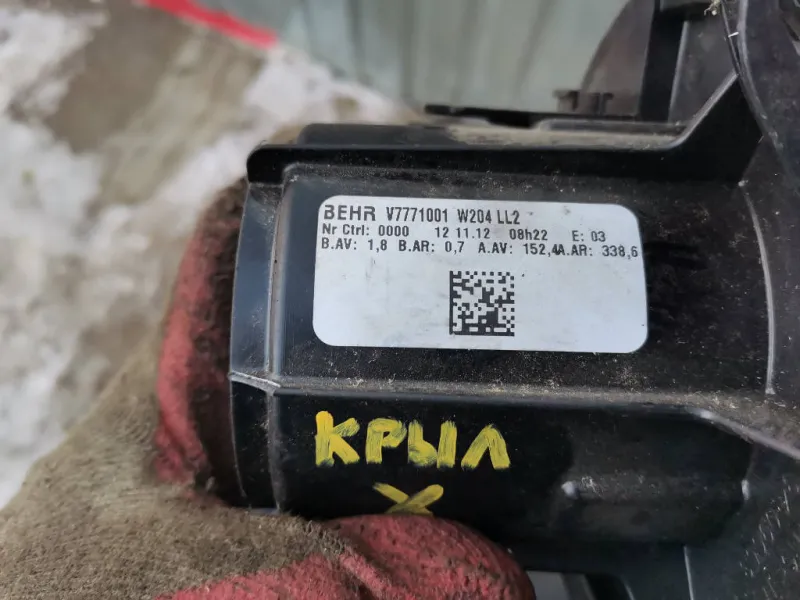 BEHR V7771001 W204 LL2
Nr Ctrl: 0000 12 11.12 08h22 E: 03
B.AV: 1,8 B.AR: 0,7 A.AV: 152,4A.AR: 338,6
КРЫЛ
X